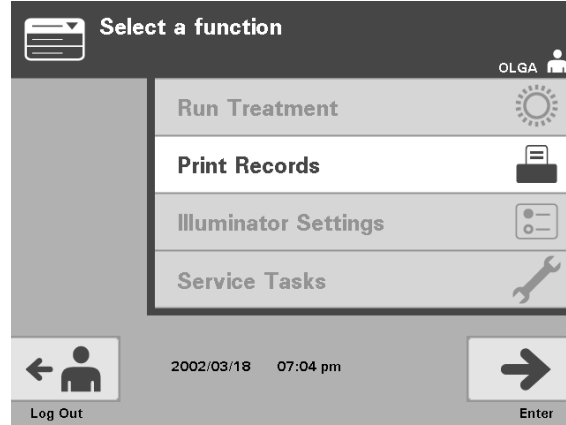 Select a function
OLGA
Run Treatment
Print Records
Illuminator Settings
Service Tasks
2002/03/18 07:04 pm
Log Out
Enter